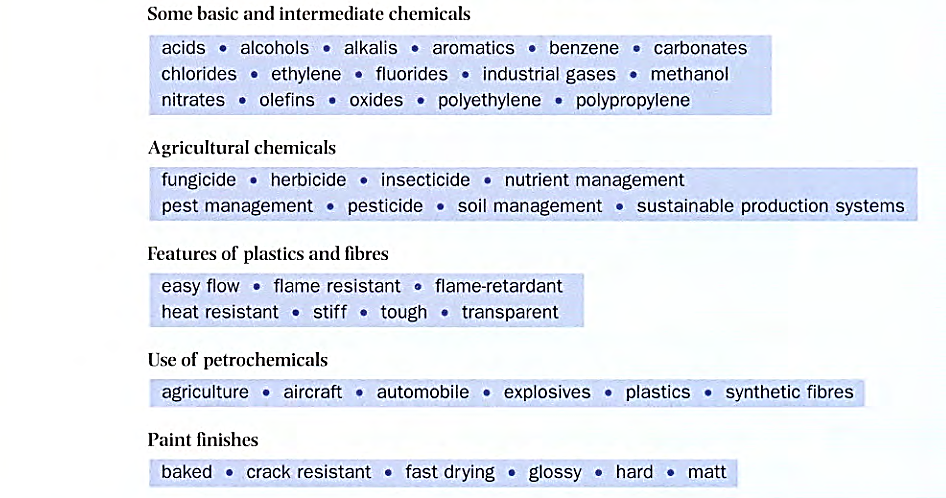 Some basic and intermediate chemicals
acids • alcohols • alkalis • aromatics • benzene • carbonates
chlorides • ethylene • fluorides • industrial gases • methanol
nitrates • olefins • oxides • polyethylene • polypropylene
Agricultural chemicals
fungicide • herbicide • insecticide • nutrient management
pest management • pesticide • soil management • sustainable production systems
Features of plastics and fibres
easy flow • flame resistant • flame-retardant
heat resistant • stiff • tough • transparent
Use of petrochemicals
agriculture • aircraft • automobile • explosives • plastics • synthetic fibres
Paint finishes
baked • crack resistant • fast drying • glossy • hard • matt